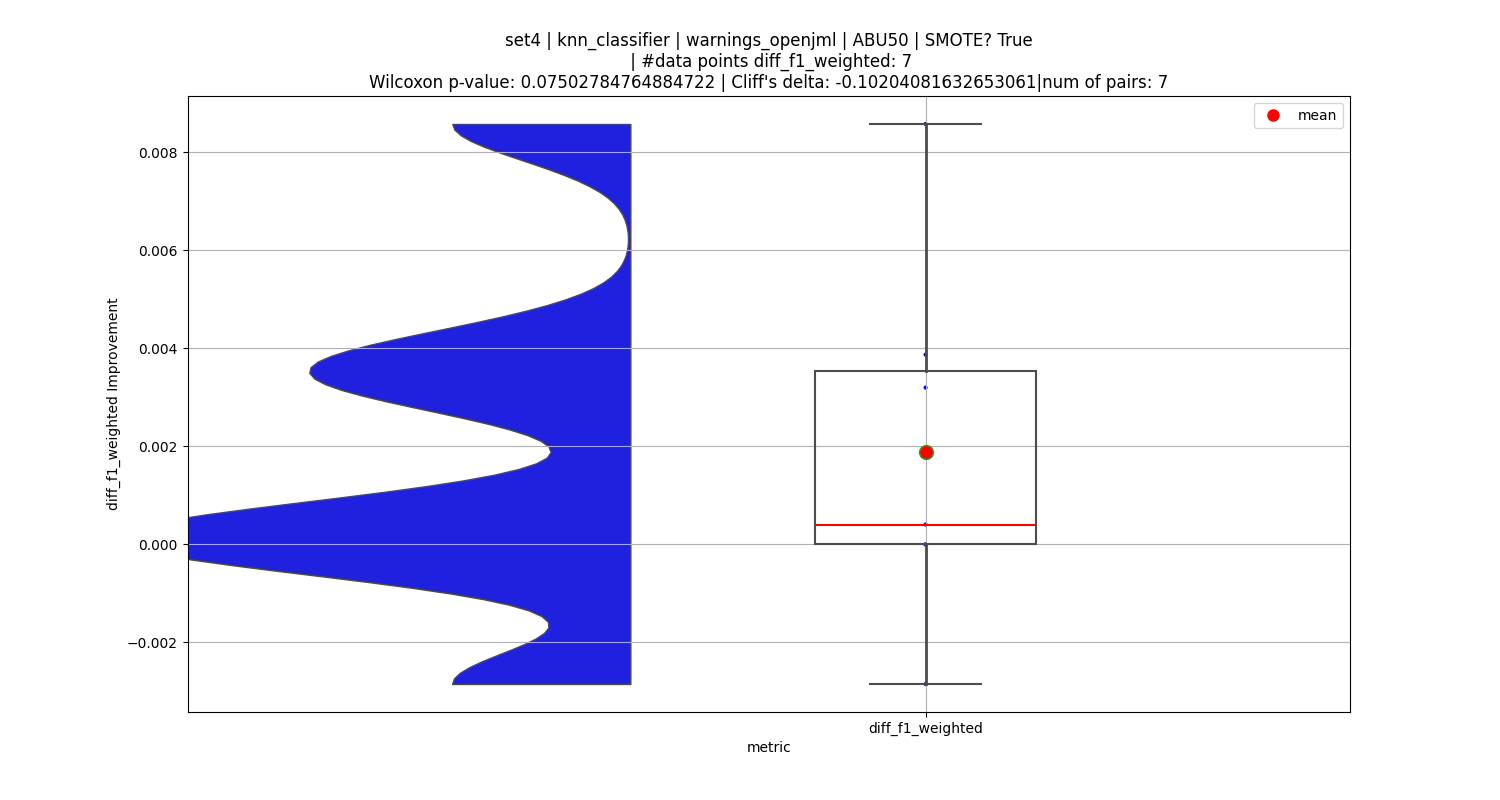 set4 | knn_classifier | warnings_openjml | ABU50 | SMOTE? True
| #data points diff_f1_weighted: 7
Wilcoxon p-value: 0.07502784764884722 | Cliff's delta: -0.10204081632653061|num of pairs: 7
mean
0.008
0.006
0.004
0.002
0.000
−0.002
diff_f1_weighted Improvement
diff_f1_weighted
metric